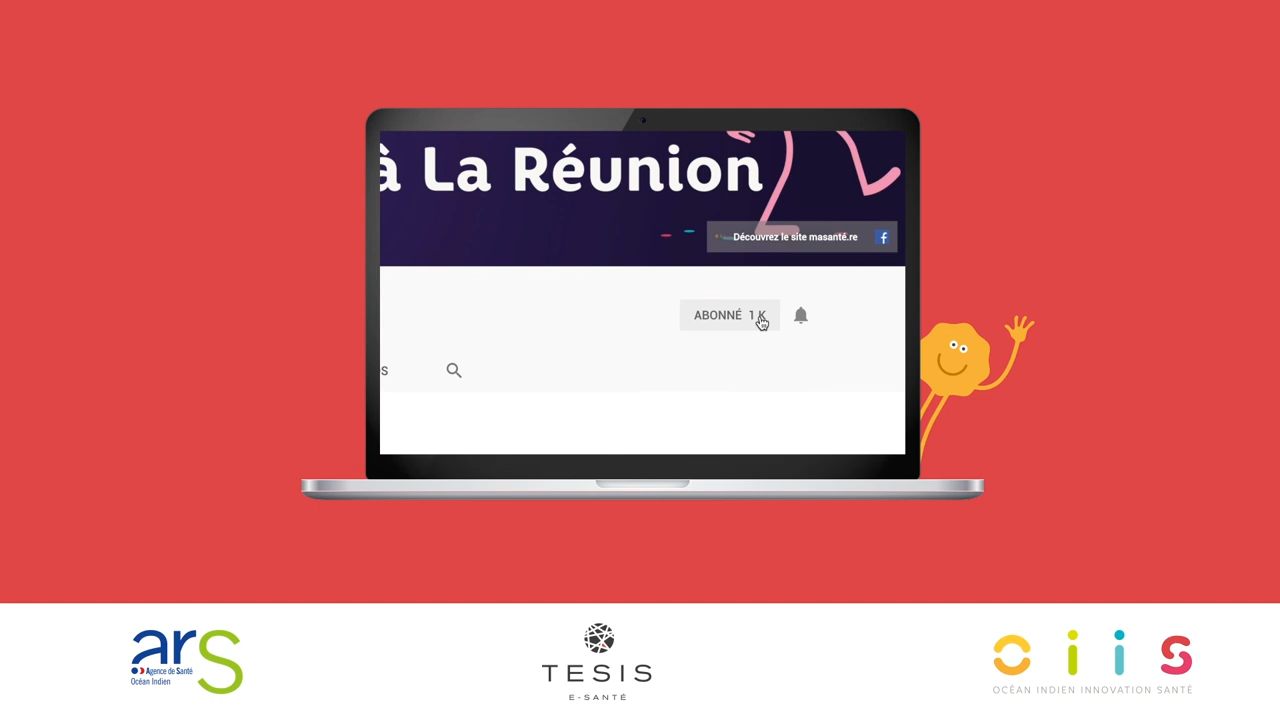 à La Réunion
Découvrez le site masanté.re
ABONNÉ 1 K
S
ars
Agence de Santé
Océan Indien
TESIS
E-SANTÉ
oiis
OCÉAN INDIEN INNOVATION SANTÉ